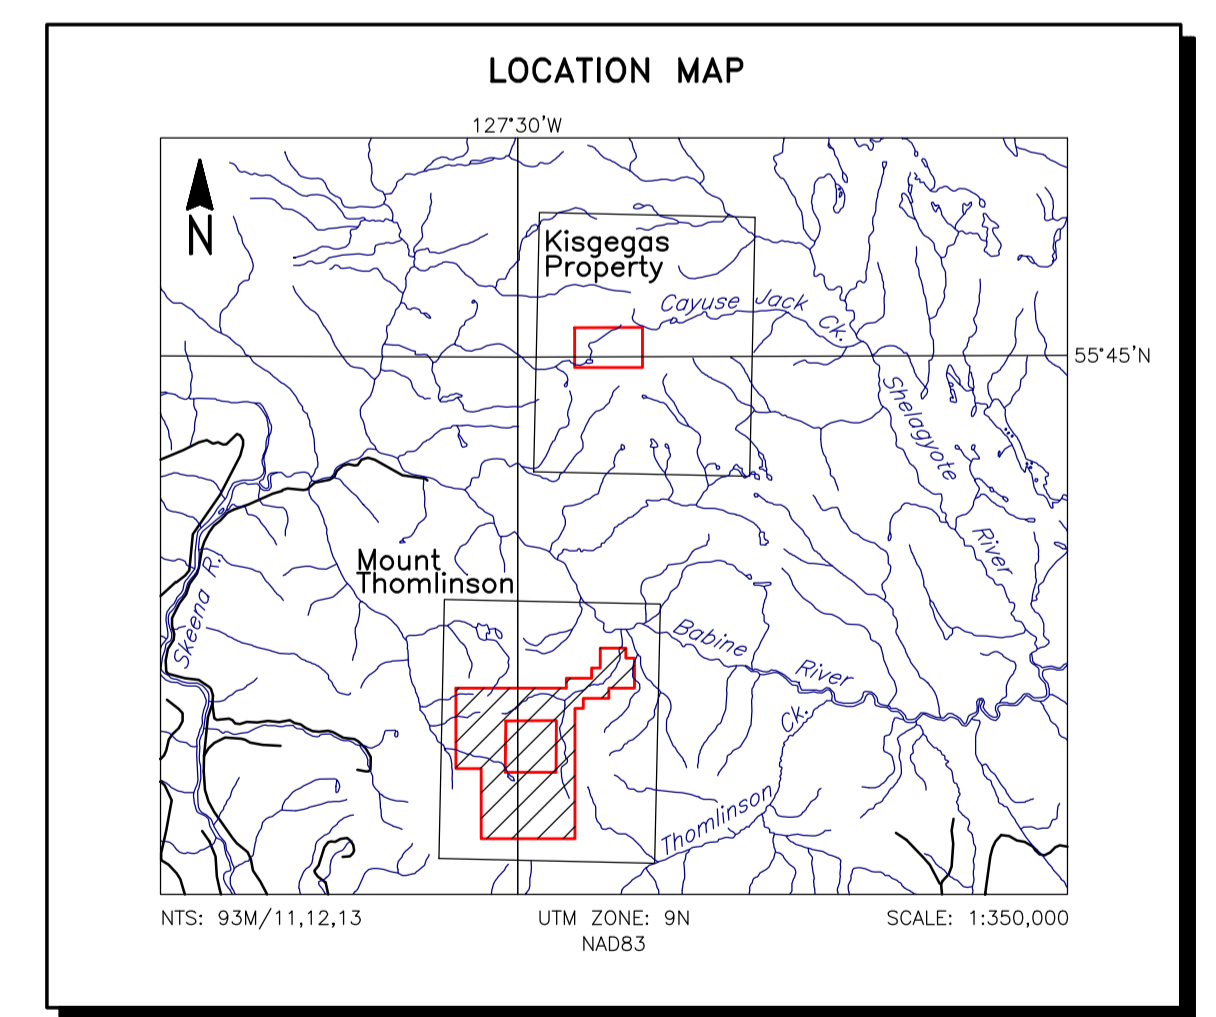 LOCATION MAP
127°30'W
N
Kisgegas
Property
Cayuse Jack Ck.
55°45'N
Shelagyote River
Mount
Thomlinson
Skeena R.
Babine River
Thomlinson Ck.
NTS: 93M/11,12,13
UTM ZONE: 9N
SCALE: 1:350,000
NAD83